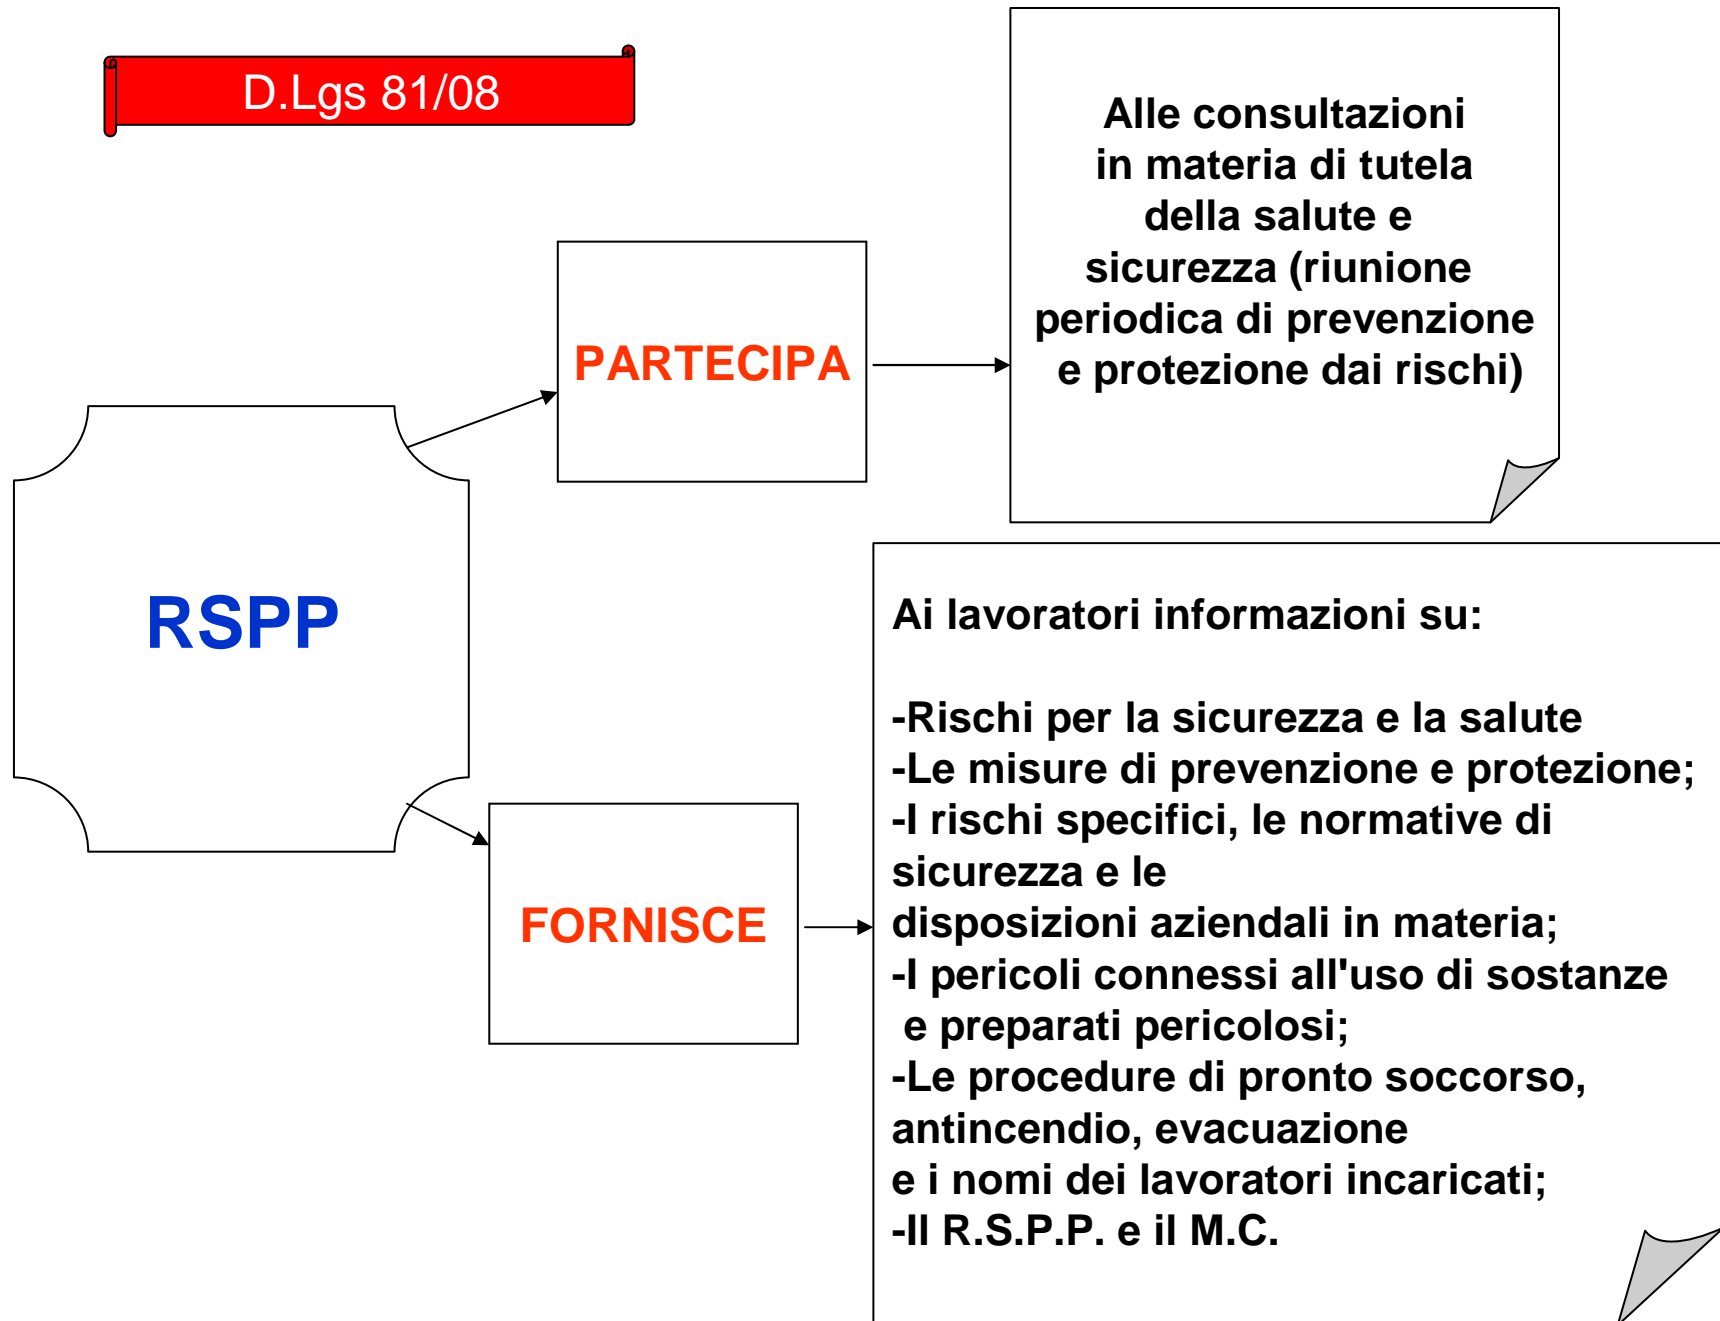 D.Lgs 81/08
Alle consultazioni
in materia di tutela
della salute e
sicurezza (riunione
periodica di prevenzione
e protezione dai rischi)
PARTECIPA
RSPP
FORNISCE
Ai lavoratori informazioni su:
-Rischi per la sicurezza e la salute
-Le misure di prevenzione e protezione;
-I rischi specifici, le normative di
sicurezza e le
disposizioni aziendali in materia;
-I pericoli connessi all'uso di sostanze
e preparati pericolosi;
-Le procedure di pronto soccorso,
antincendio, evacuazione
e i nomi dei lavoratori incaricati;
-Il R.S.P.P. e il M.C.